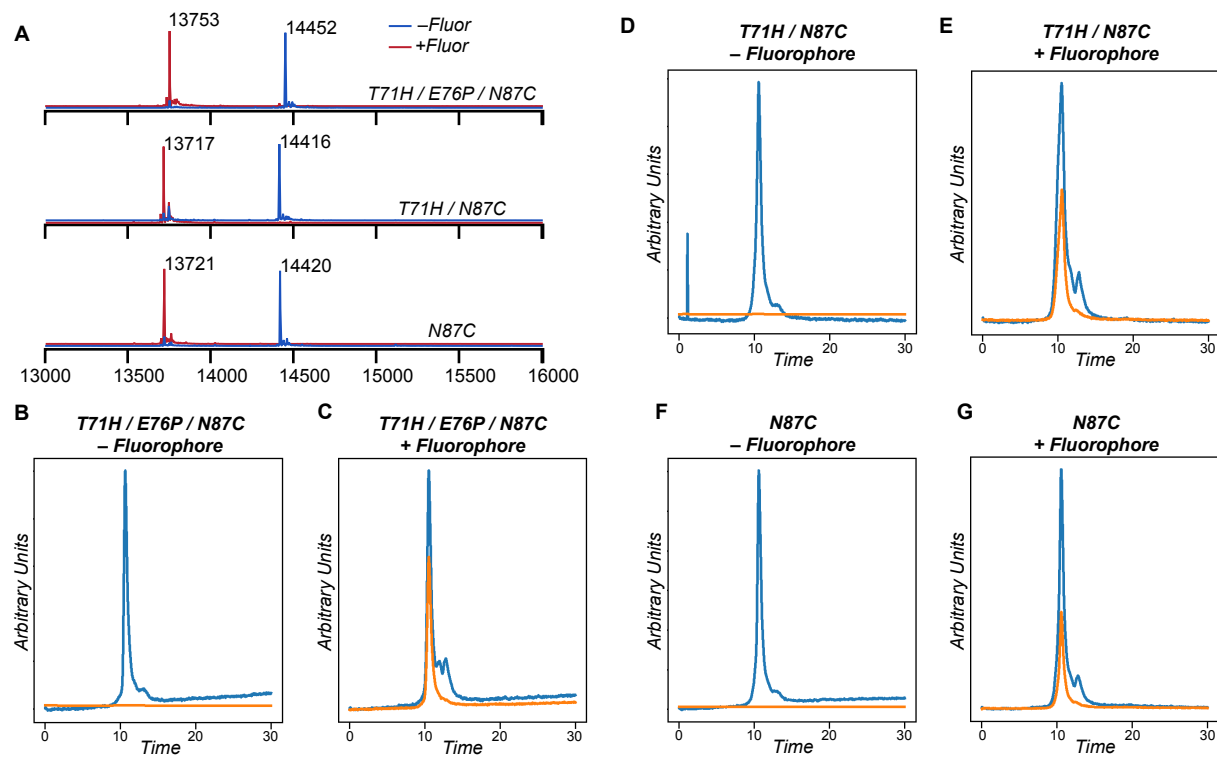 A
13753
14452
–Fluor
+Fluor
T71H / E76P / N87C
13717
14416
T71H / N87C
13721
14420
N87C
13000 13500 14000 14500 15000 15500 16000
B
T71H / E76P / N87C
– Fluorophore
Arbitrary Units
0 10 20 30
Time
C
T71H / E76P / N87C
+ Fluorophore
Arbitrary Units
0 10 20 30
Time
D
T71H / N87C
– Fluorophore
Arbitrary Units
0 10 20 30
Time
E
T71H / N87C
+ Fluorophore
Arbitrary Units
0 10 20 30
Time
F
N87C
– Fluorophore
Arbitrary Units
0 10 20 30
Time
G
N87C
+ Fluorophore
Arbitrary Units
0 10 20 30
Time